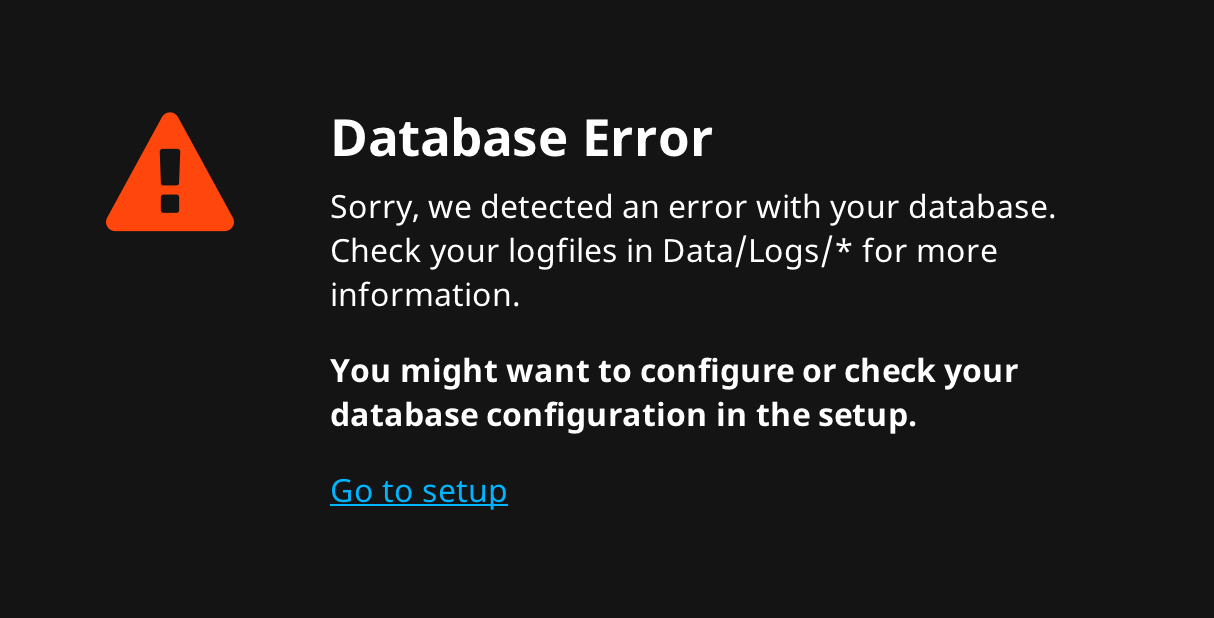 Database Error
Sorry, we detected an error with your database.
Check your logfiles in Data/Logs/* for more
information.
You might want to configure or check your
database configuration in the setup.
Go to setup